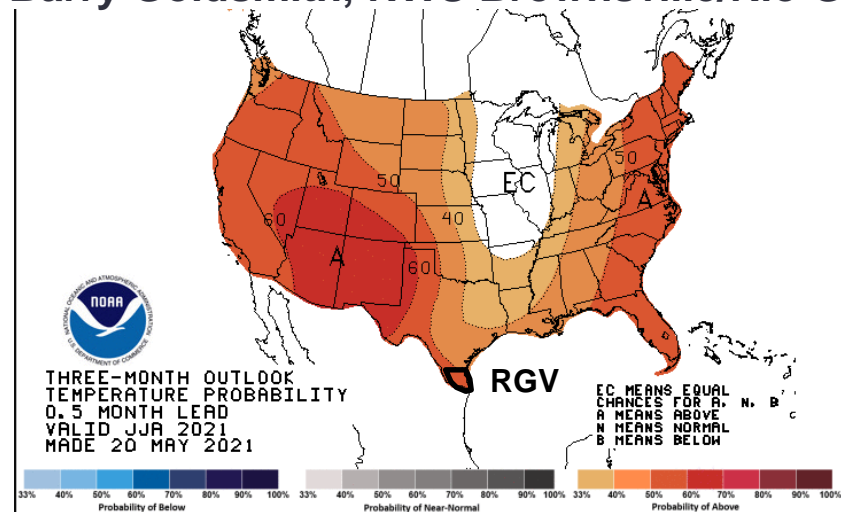 50
EC
50
A
60
40
A
60
NATIONAL OCEANIC AND ATMOSPHERIC ADMINISTRATION
NOAA
U.S. DEPARTMENT OF COMMERCE
RGV
THREE-MONTH OUTLOOK
TEMPERATURE PROBABILITY
0.5 MONTH LEAD
VALID JJA 2021
MADE 20 MAY 2021
EC MEANS EQUAL
CHANCES FOR A, N, B
A MEANS ABOVE
N MEANS NORMAL
B MEANS BELOW
33% 40% 50% 60% 70% 80% 90% 100%
Probability of Below
33% 40% 50% 60% 70% 80% 90% 100%
Probability of Near-Normal
33% 40% 50% 60% 70% 80% 90% 100%
Probability of Above